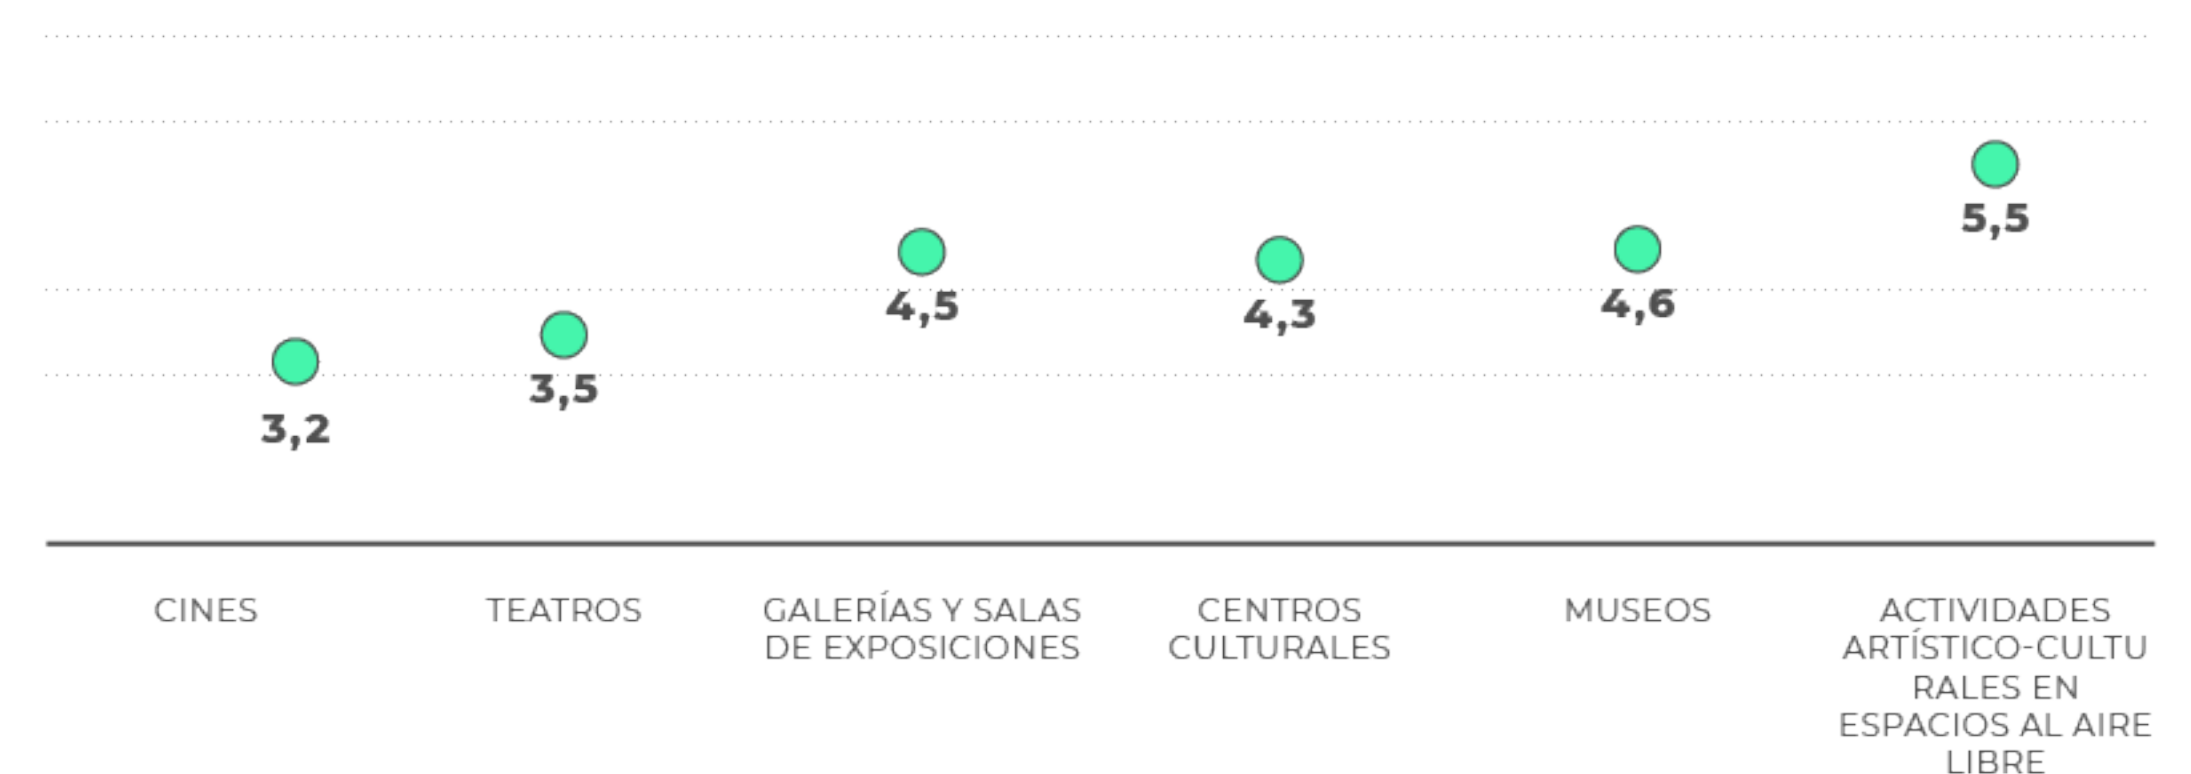 5,5
4,5
4,3
4,6
3,5
3,2
CINES
TEATROS
GALERÍAS Y SALAS
DE EXPOSICIONES
CENTROS
CULTURALES
MUSEOS
ACTIVIDADES
ARTÍSTICO-CULTU
RALES EN
ESPACIOS AL AIRE
LIBRE